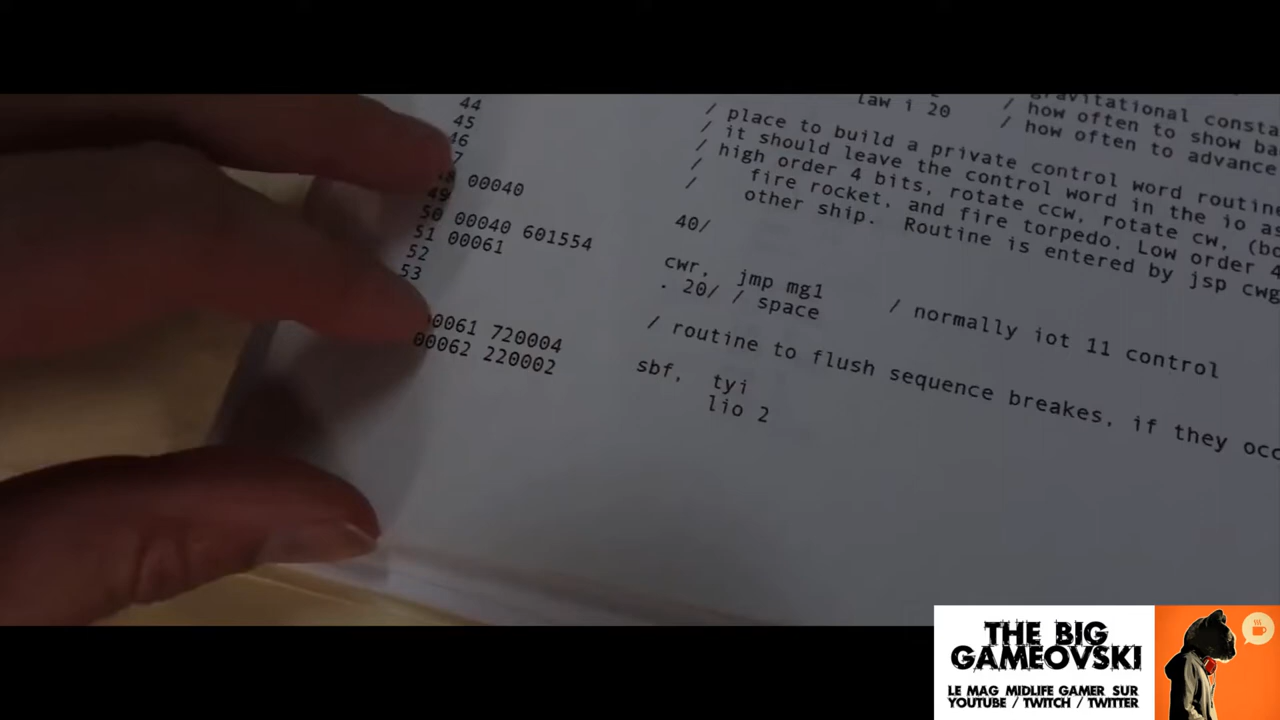 44
45
46
7
00040
49
50 00040 601554
51 00061
52
53
0061 720004
00062 220002
law i 20
/ gravitational consta
/ how often to show ba
/ how often to advance
/ place to build a private control word routine
/ it should leave the control word in the io as
/ high order 4 bits, rotate ccw, rotate cw, (bo
/ fire rocket, and fire torpedo. Low order 4
/ other ship. Routine is entered by jsp cwg
40/
cwr, jmp mg1 / normally iot 11 control
. 20/ / space
/ routine to flush sequence breakes, if they occ
sbf, tyi
lio 2
THE BIG
GAMEOVSKI
LE MAG MIDLIFE GAMER SUR
YOUTUBE / TWITCH / TWITTER